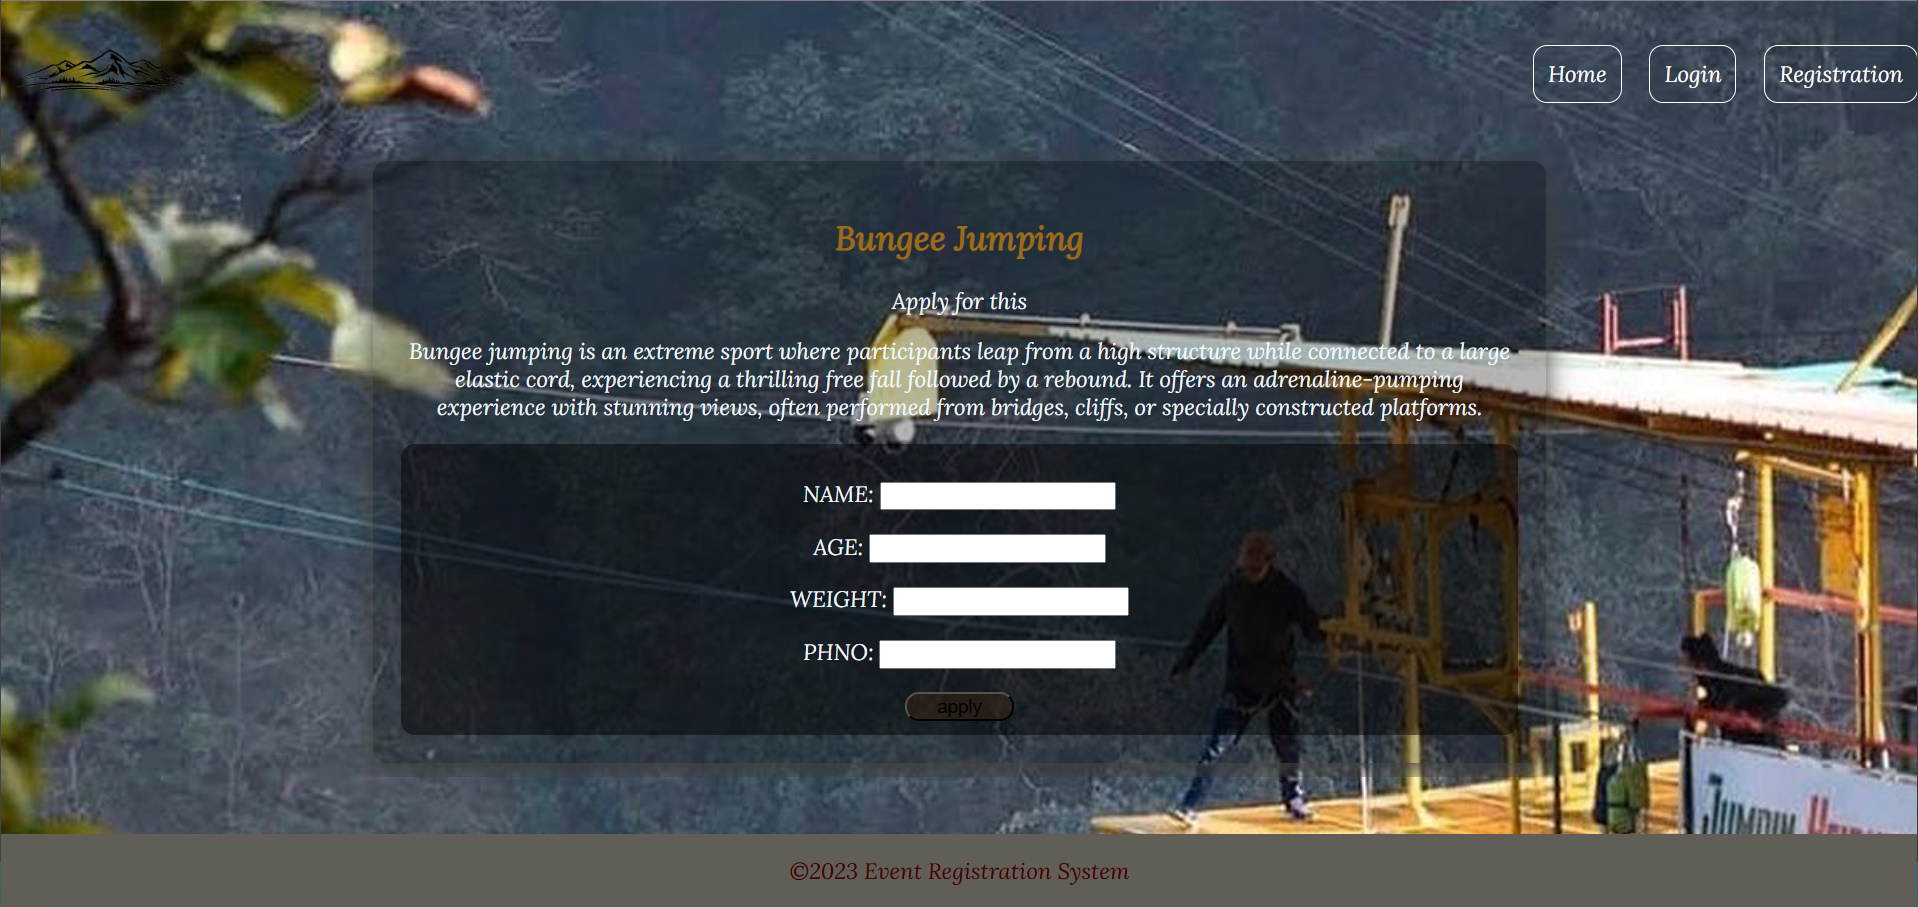 Home
Login
Registration
Bungee Jumping
Apply for this
Bungee jumping is an extreme sport where participants leap from a high structure while connected to a large
elastic cord, experiencing a thrilling free fall followed by a rebound. It offers an adrenaline-pumping
experience with stunning views, often performed from bridges, cliffs, or specially constructed platforms.
NAME:
AGE:
WEIGHT:
PHNO:
apply
©2023 Event Registration System